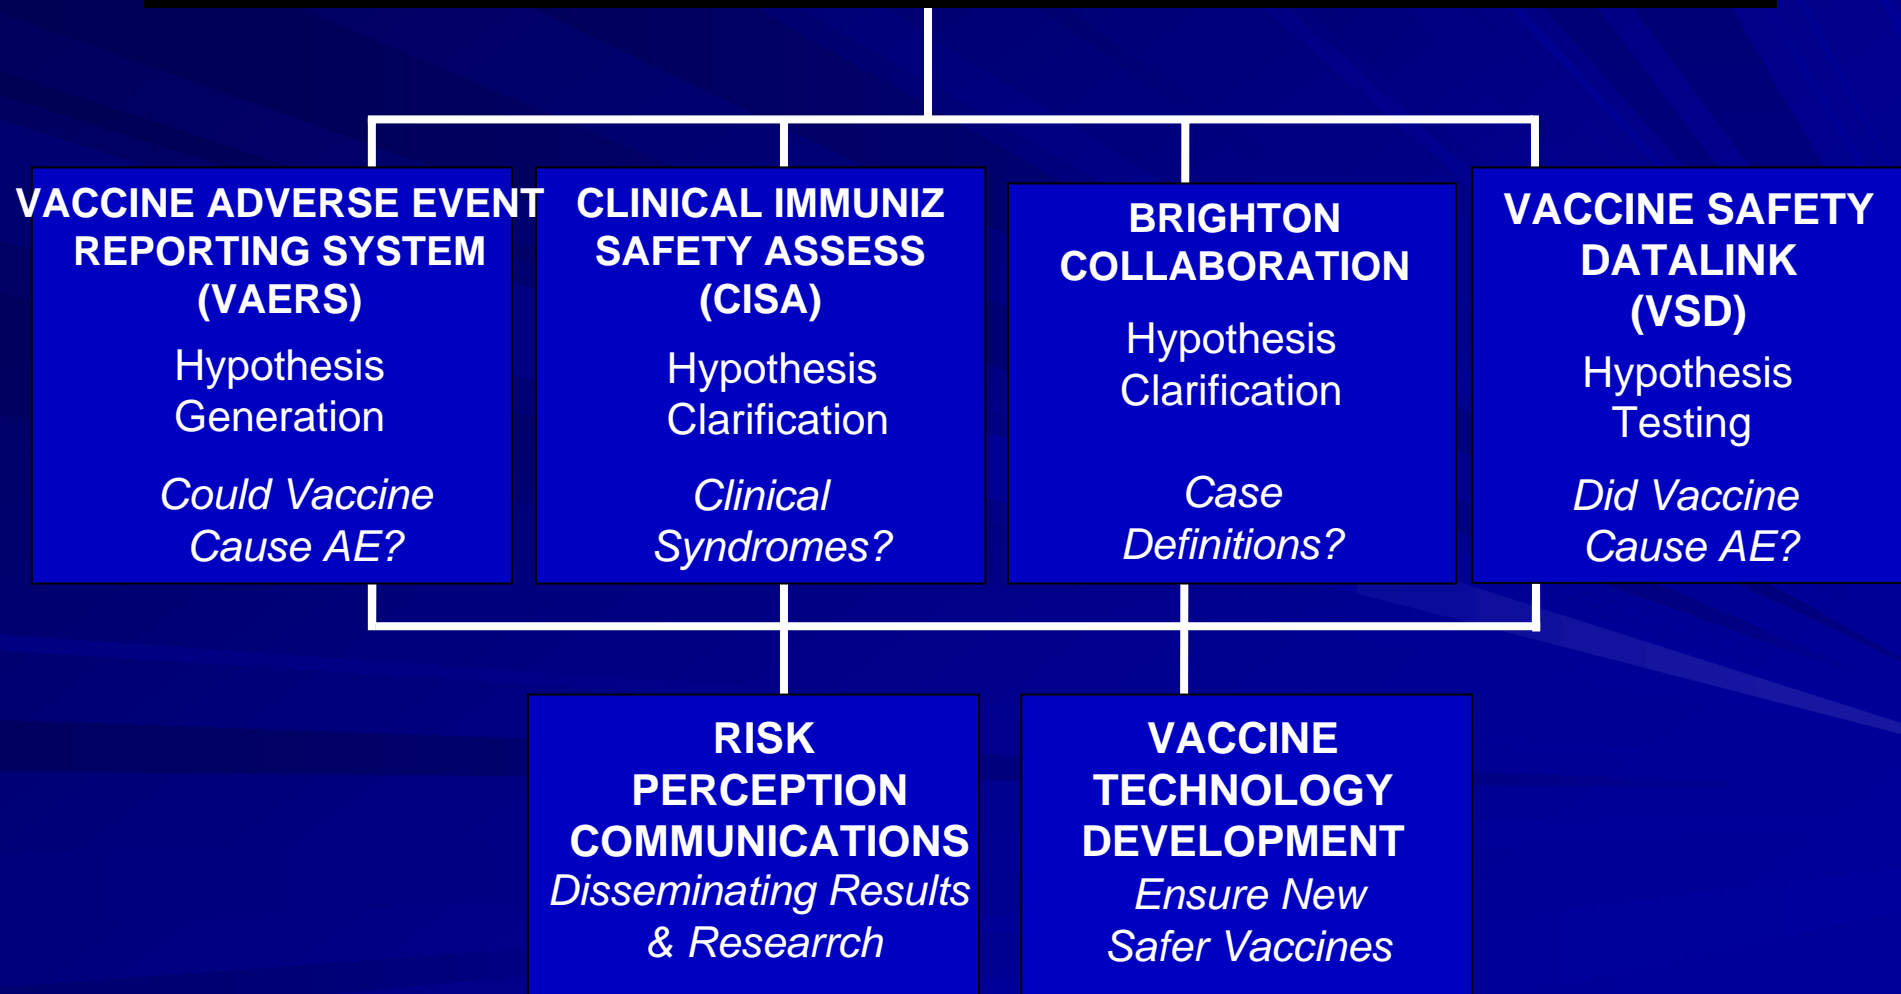 VACCINE ADVERSE EVENT
REPORTING SYSTEM
(VAERS)
Hypothesis
Generation
Could Vaccine
Cause AE?
CLINICAL IMMUNIZ
SAFETY ASSESS
(CISA)
Hypothesis
Clarification
Clinical
Syndromes?
BRIGHTON
COLLABORATION
Hypothesis
Clarification
Case
Definitions?
VACCINE SAFETY
DATALINK
(VSD)
Hypothesis
Testing
Did Vaccine
Cause AE?
RISK
PERCEPTION
COMMUNICATIONS
Disseminating Results
& Researrch
VACCINE
TECHNOLOGY
DEVELOPMENT
Ensure New
Safer Vaccines